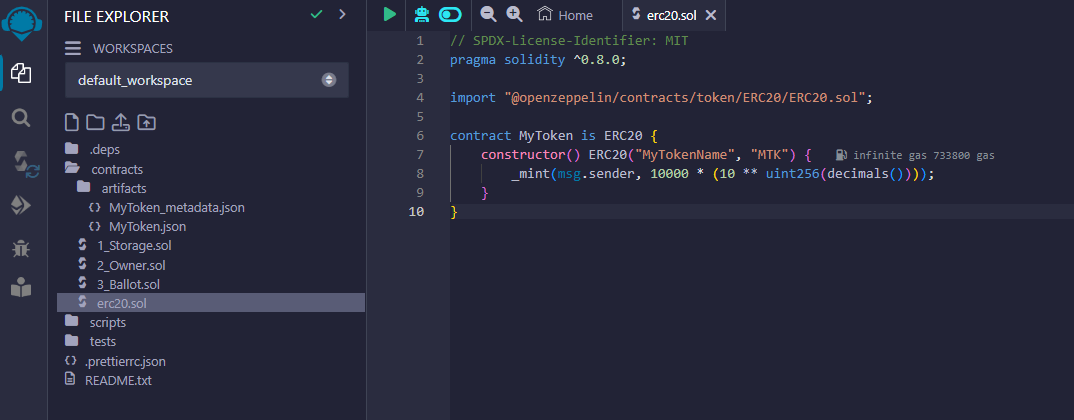 FILE EXPLORER
WORKSPACES
default_workspace
.deps
contracts
artifacts
MyToken_metadata.json
MyToken.json
1_Storage.sol
2_Owner.sol
3_Ballot.sol
erc20.sol
scripts
tests
.prettierrc.json
README.txt
Home
erc20.sol
1 // SPDX-License-Identifier: MIT
2 pragma solidity ^0.8.0;
3
4 import "@openzeppelin/contracts/token/ERC20/ERC20.sol";
5
6 contract MyToken is ERC20 {
7 constructor() ERC20("MyTokenName", "MTK") { infinite gas 733800 gas
8 _mint(msg.sender, 10000 * (10 ** uint256(decimals())));
9 }
10 }